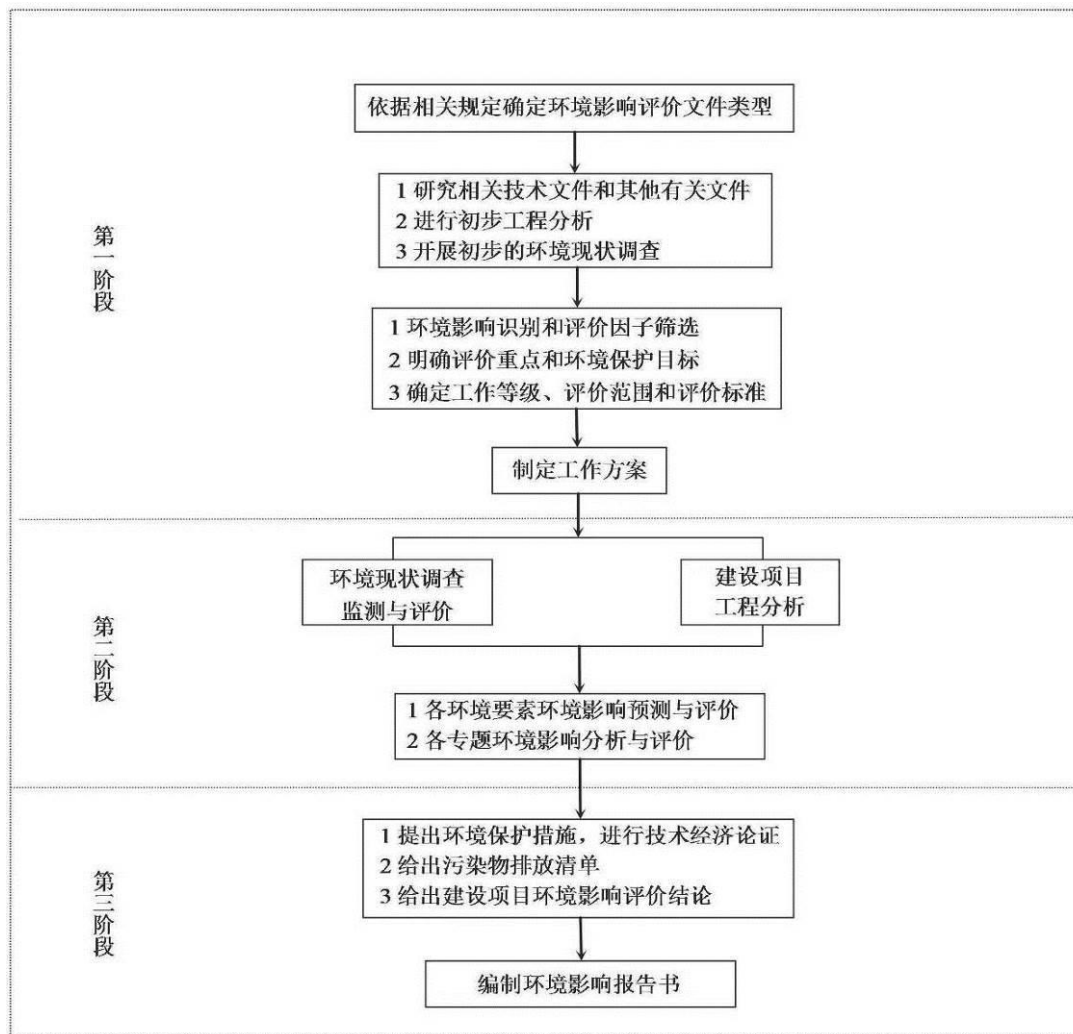 依据相关规定确定环境影响评价文件类型
1 研究相关技术文件和其他有关文件
2 进行初步工程分析
3 开展初步的环境现状调查
第一阶段
1 环境影响识别和评价因子筛选
2 明确评价重点和环境保护目标
3 确定工作等级、评价范围和评价标准
制定工作方案
环境现状调查
监测与评价
建设项目
工程分析
第二阶段
1 各环境要素环境影响预测与评价
2 各专题环境影响分析与评价
1 提出环境保护措施，进行技术经济论证
2 给出污染物排放清单
3 给出建设项目环境影响评价结论
第三阶段
编制环境影响报告书